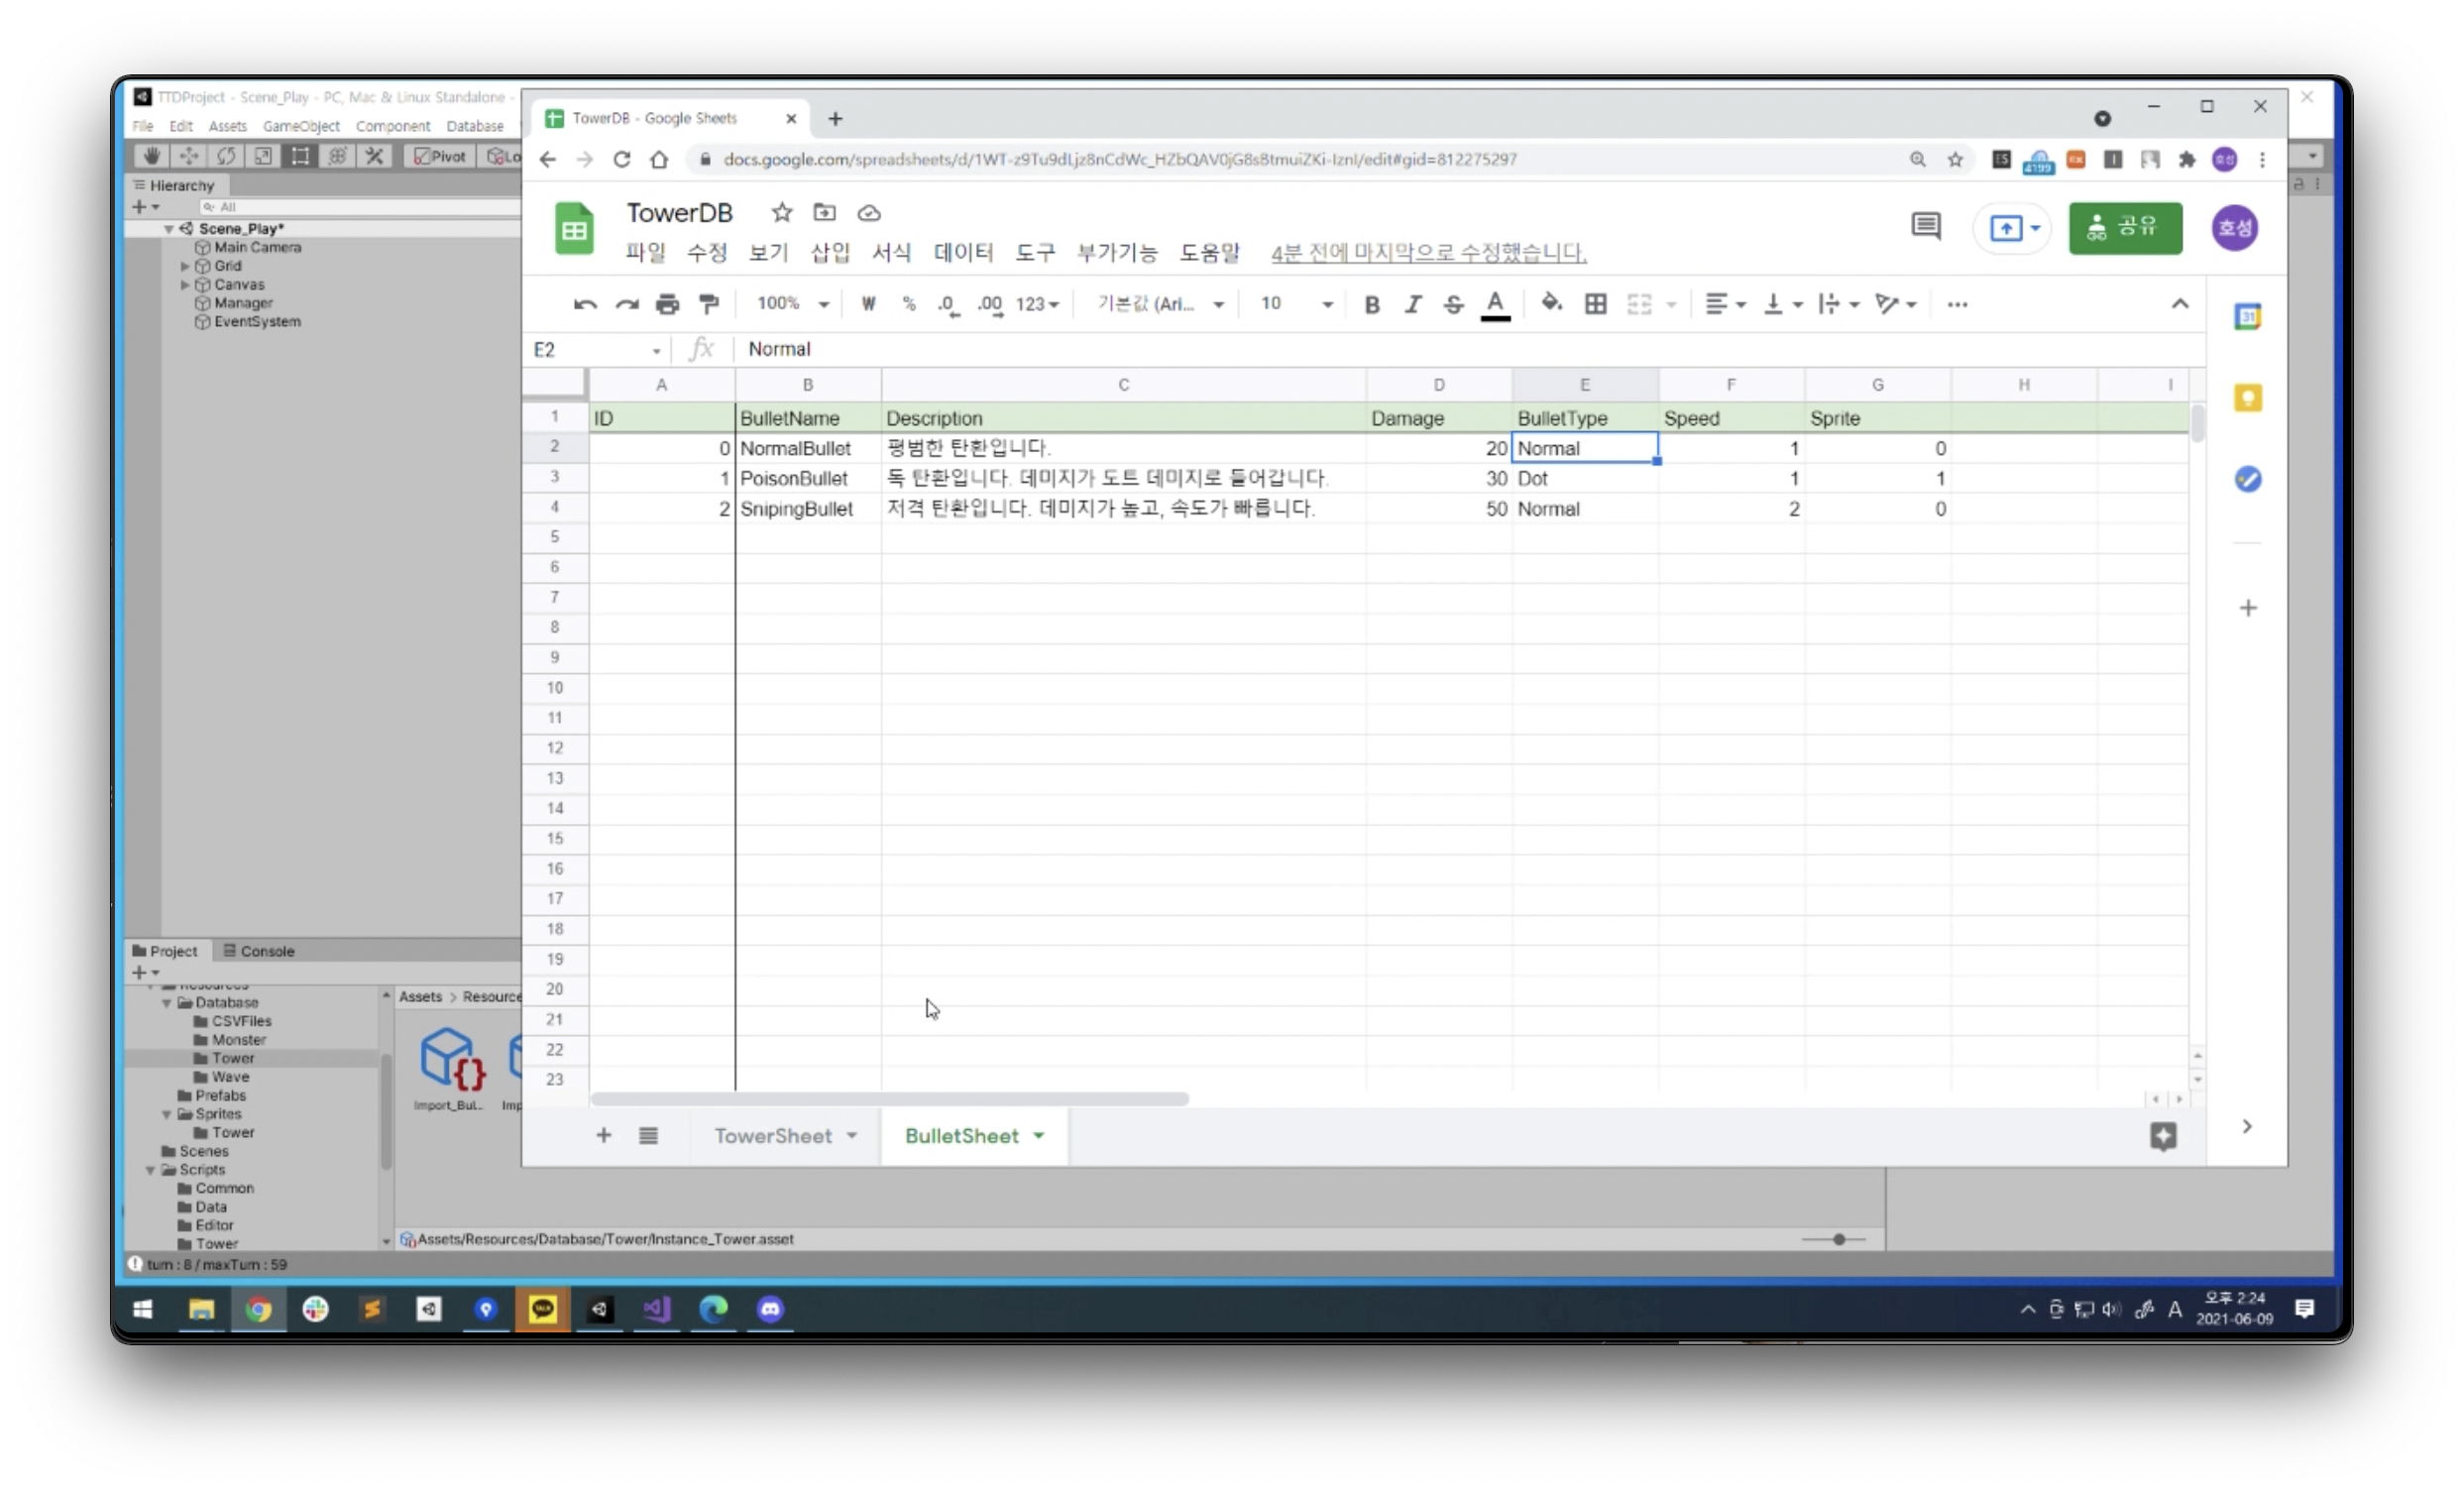 TTDProject - Scene_Play - PC, Mac & Linux Standalone -
File Edit Assets GameObject Component Database
Pivot
Hierarchy
All
Scene_Play*
Main Camera
Grid
Canvas
Manager
EventSystem
TowerDB - Google Sheets
docs.google.com/spreadsheets/d/1WT-z9Tu9dLjz8nCdWc_HZbQAV0jG8sBtmuiZKi-IznI/edit#gid=812275297
4199
TowerDB
파일 수정 보기 삽입 서식 데이터 도구 부가기능 도움말 4분 전에 마지막으로 수정했습니다.
공유
호성
100% ₩ % .0 .00 123 기본값 (Ari... 10 B I S A
E2 fx Normal
A B C D E F G H I
1 ID BulletName Description Damage BulletType Speed Sprite
2 0 NormalBullet 평범한 탄환입니다. 20 Normal 1 0
3 1 PoisonBullet 독 탄환입니다. 데미지가 도트 데미지로 들어갑니다. 30 Dot 1 1
4 2 SnipingBullet 저격 탄환입니다. 데미지가 높고, 속도가 빠릅니다. 50 Normal 2 0
5
6
7
8
9
10
11
12
13
14
15
16
17
18
19
20
21
22
23
TowerSheet BulletSheet
31
Project Console
Resources
Database
CSVFiles
Monster
Tower
Wave
Prefabs
Sprites
Tower
Scenes
Scripts
Common
Data
Editor
Tower
Assets > Resource
Import_Bul...
Assets/Resources/Database/Tower/Instance_Tower.asset
turn : 8 / maxTurn : 59
TALK
A
오후 2:24
2021-06-09